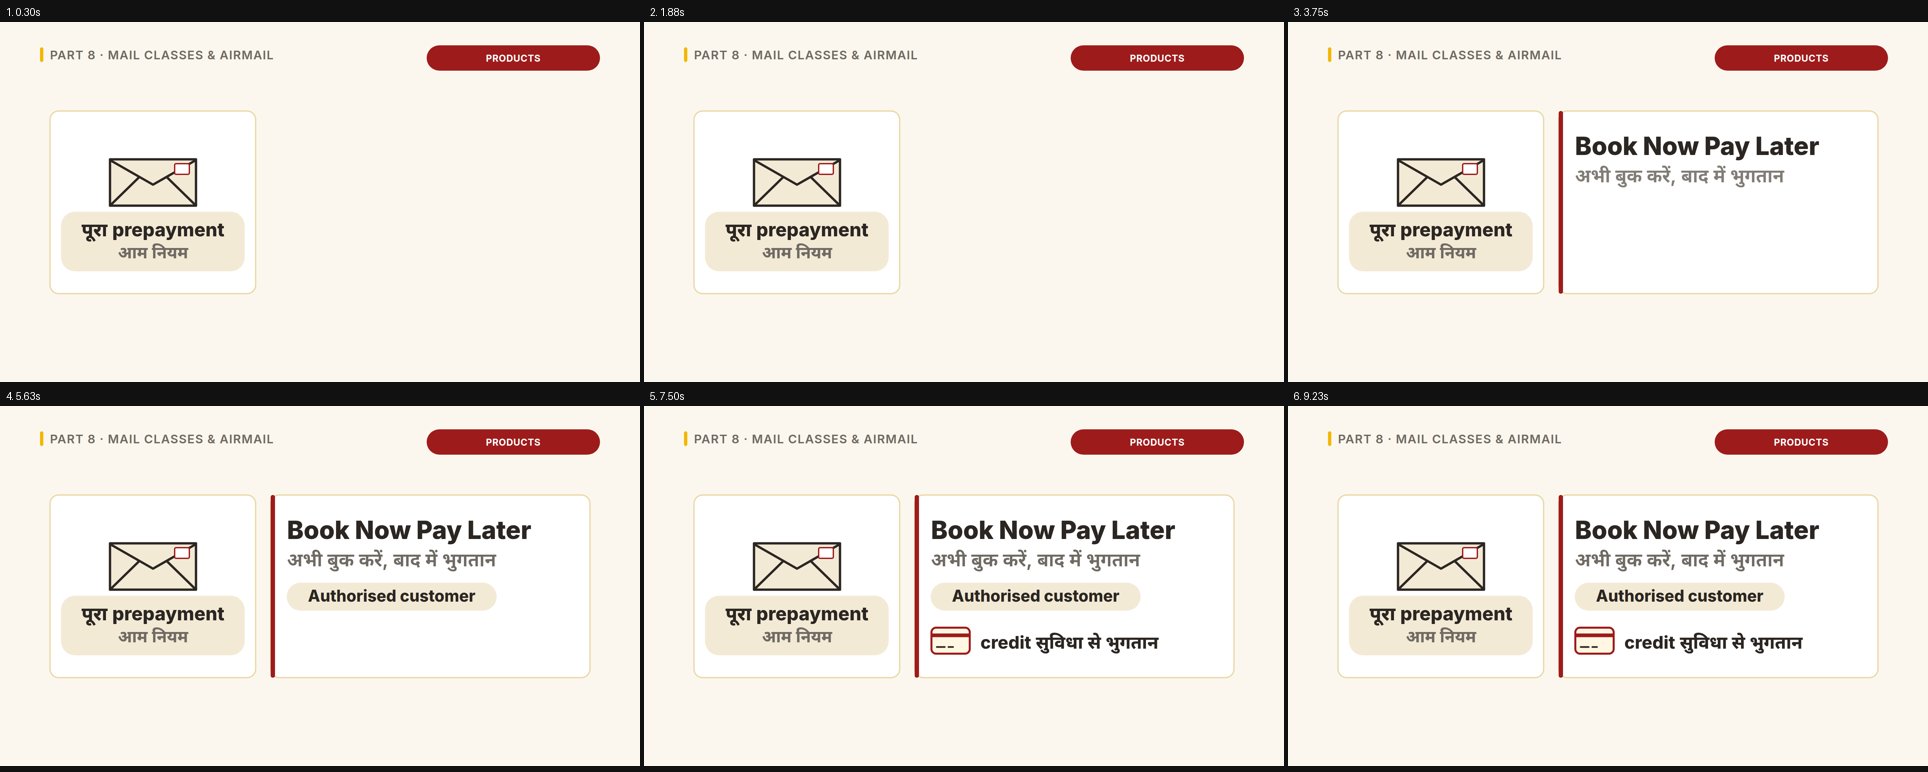 1. 0.30s
PART 8 · MAIL CLASSES & AIRMAIL
PRODUCTS
पूरा prepayment
आम नियम
2. 1.88s
PART 8 · MAIL CLASSES & AIRMAIL
PRODUCTS
पूरा prepayment
आम नियम
3. 3.75s
PART 8 · MAIL CLASSES & AIRMAIL
PRODUCTS
पूरा prepayment
आम नियम
Book Now Pay Later
अभी बुक करें, बाद में भुगतान
4. 5.63s
PART 8 · MAIL CLASSES & AIRMAIL
PRODUCTS
पूरा prepayment
आम नियम
Book Now Pay Later
अभी बुक करें, बाद में भुगतान
Authorised customer
5. 7.50s
PART 8 · MAIL CLASSES & AIRMAIL
PRODUCTS
पूरा prepayment
आम नियम
Book Now Pay Later
अभी बुक करें, बाद में भुगतान
Authorised customer
credit सुविधा से भुगतान
6. 9.23s
PART 8 · MAIL CLASSES & AIRMAIL
PRODUCTS
पूरा prepayment
आम नियम
Book Now Pay Later
अभी बुक करें, बाद में भुगतान
Authorised customer
credit सुविधा से भुगतान